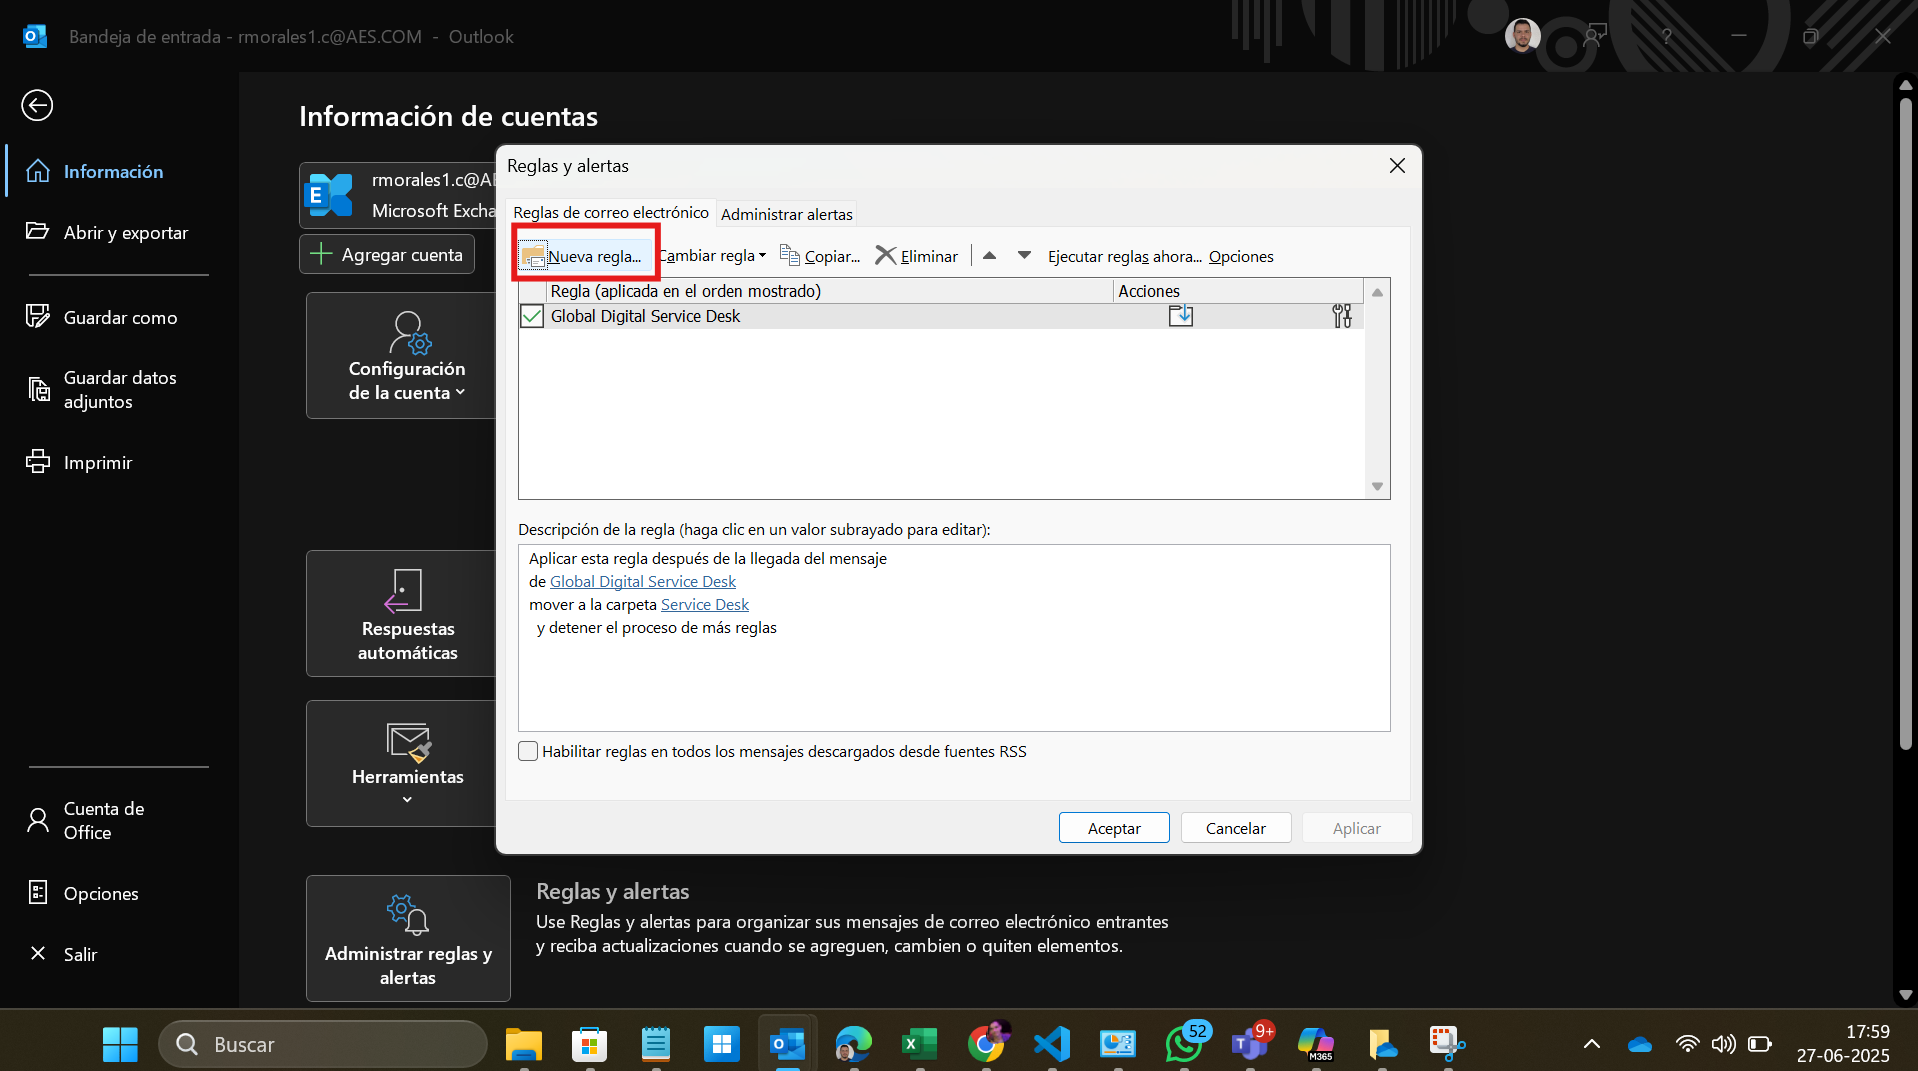 Bandeja de entrada - rmorales1.c@AES.COM - Outlook
Información de cuentas
Información
Abrir y exportar
Guardar como
Guardar datos
adjuntos
Imprimir
Cuenta de
Office
Opciones
Salir
rmorales1.c@AE
Microsoft Excha
Agregar cuenta
Configuración
de la cuenta
Respuestas
automáticas
Herramientas
Administrar reglas y
alertas
Reglas y alertas
Reglas de correo electrónico
Administrar alertas
Nueva regla...
Cambiar regla
Copiar...
Eliminar
Ejecutar reglas ahora...
Opciones
Regla (aplicada en el orden mostrado)
Acciones
Global Digital Service Desk
Descripción de la regla (haga clic en un valor subrayado para editar):
Aplicar esta regla después de la llegada del mensaje
de Global Digital Service Desk
mover a la carpeta Service Desk
y detener el proceso de más reglas
Habilitar reglas en todos los mensajes descargados desde fuentes RSS
Aceptar
Cancelar
Aplicar
Reglas y alertas
Use Reglas y alertas para organizar sus mensajes de correo electrónico entrantes
y reciba actualizaciones cuando se agreguen, cambien o quiten elementos.
Buscar
52
9+
M365
17:59
27-06-2025